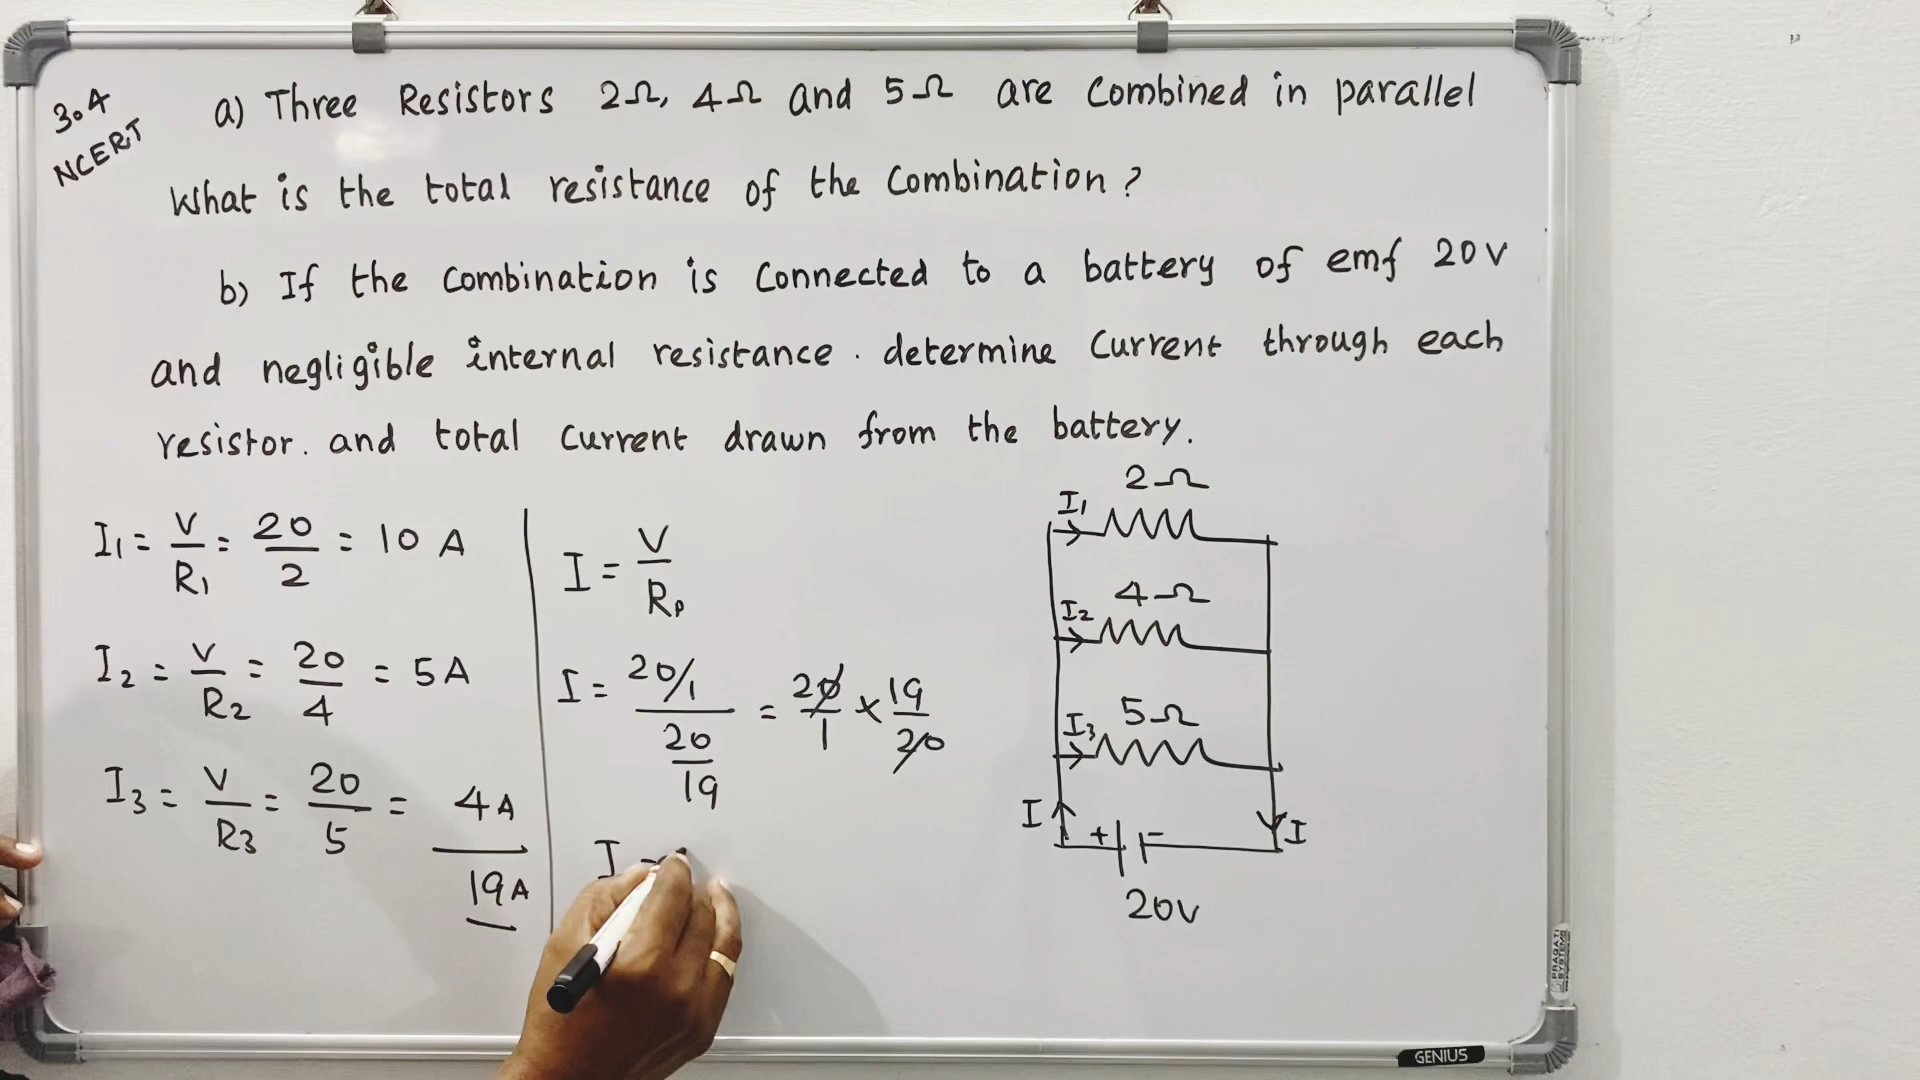 3.4
NCERT
a) Three Resistors 2Ω, 4Ω and 5Ω are Combined in parallel
What is the total resistance of the Combination?
b) If the combination is connected to a battery of emf 20V
and negligible internal resistance. determine current through each
resistor. and total current drawn from the battery.
I1 = V/R1 = 20/2 = 10 A
I2 = V/R2 = 20/4 = 5A
I3 = V/R3 = 20/5 = 4A
19A
I = V/Rp
I = 20/1 / 20/19 = 20/1 × 19/20
I =
2Ω
I1
4Ω
I2
5Ω
I3
I
+
I
20V
PRAGATI SYSTEMS
GENIUS